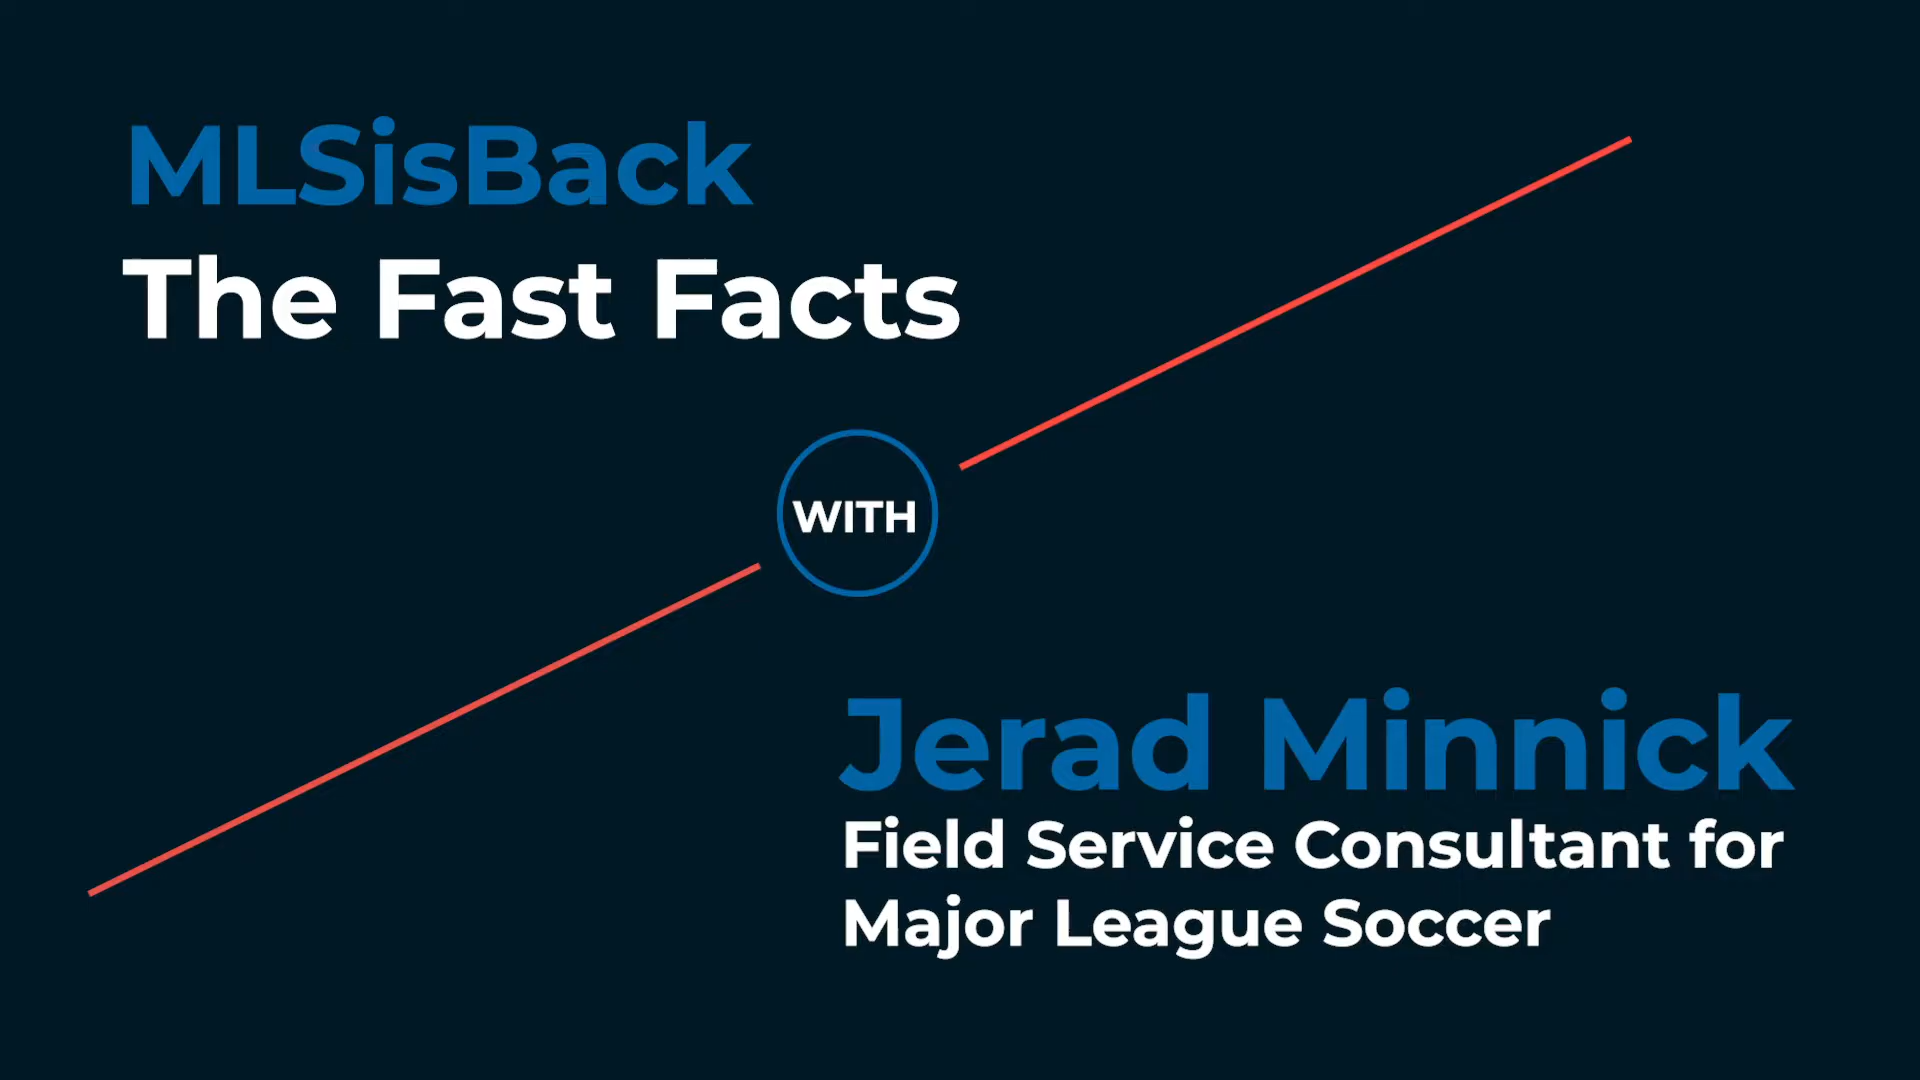 MLSisBack
The Fast Facts
WITH
Jerad Minnick
Field Service Consultant for
Major League Soccer